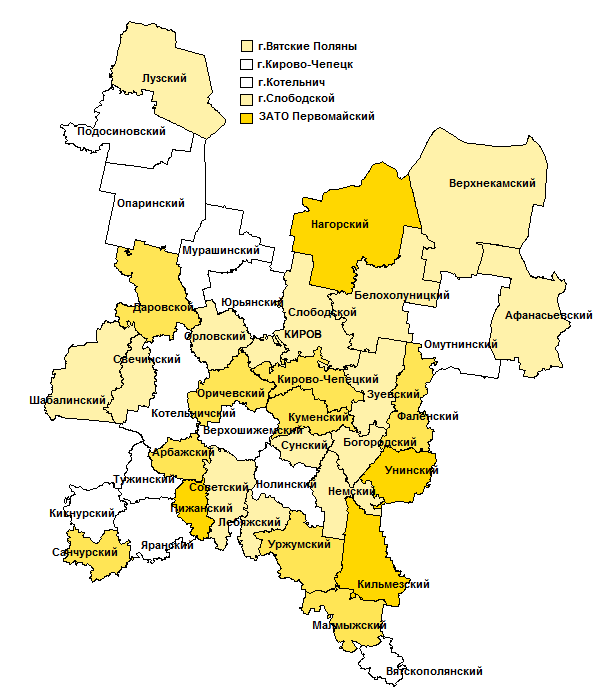 г.Вятские Поляны
г.Кирово-Чепецк
г.Котельнич
г.Слободской
ЗАТО Первомайский
Лузский
Подосиновский
Опаринский
Верхнекамский
Нагорский
Мурашинский
Юрьянский
Белохолуницкий
Даровской
Слободской
Афанасьевский
Орловский
КИРОВ
Омутнинский
Свечинский
Кирово-Чепецкий
Шабалинский
Оричевский
Зуевский
Котельничский
Куменский
Фаленский
Верхошижемский
Сунский
Богородский
Арбажский
Унинский
Тужинский
Советский
Нолинский
Немский
Кикнурский
Пижанский
Лебяжский
Санчурский
Яранский
Уржумский
Кильмезский
Малмыжский
Вятскополянский